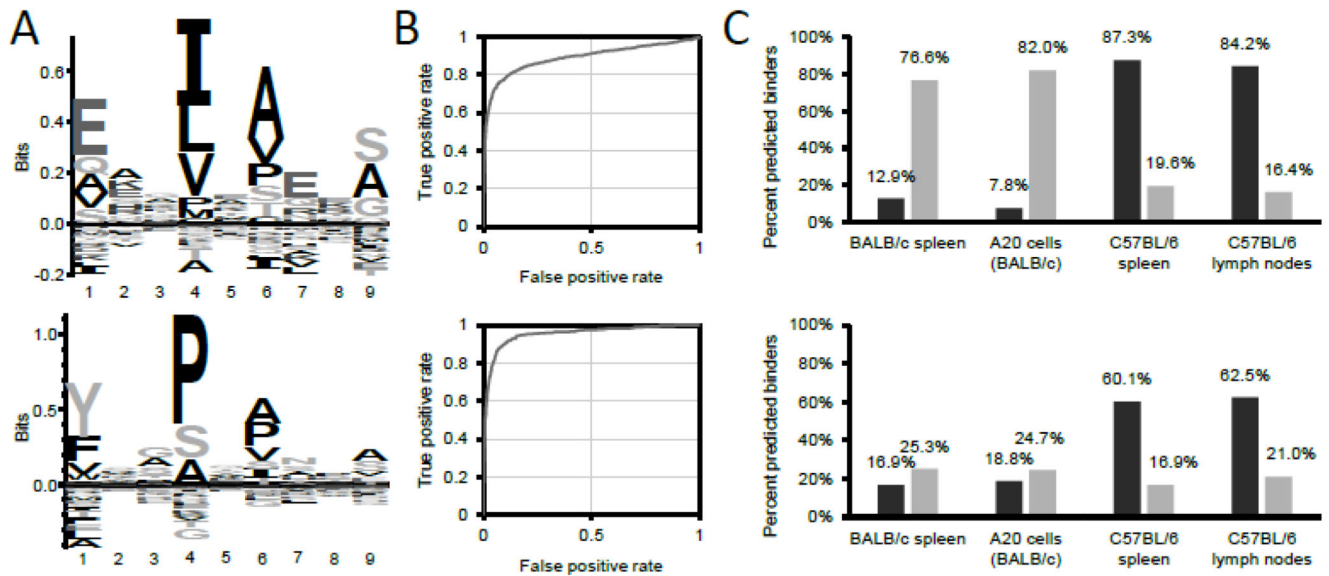 A
B
C
Bits
0.6
0.4
0.2
0.0
-0.2
I
L
V
P
M
T
A
E
Q
A
V
S
A
A
V
P
S
E
S
A
G
1 2 3 4 5 6 7 8 9
True positive rate
1
0.8
0.6
0.4
0.2
0
0 0.5 1
False positive rate
Percent predicted binders
100%
80%
60%
40%
20%
0%
12.9% 76.6% 7.8% 82.0% 87.3% 19.6% 84.2% 16.4%
BALB/c spleen
A20 cells
(BALB/c)
C57BL/6
spleen
C57BL/6
lymph nodes
Bits
1.0
0.5
0.0
Y
F
P
S
A
G
A
P
V
G
A
N
A
1 2 3 4 5 6 7 8 9
True positive rate
1
0.8
0.6
0.4
0.2
0
0 0.5 1
False positive rate
Percent predicted binders
100%
80%
60%
40%
20%
0%
16.9% 25.3% 18.8% 24.7% 60.1% 16.9% 62.5% 21.0%
BALB/c spleen
A20 cells
(BALB/c)
C57BL/6
spleen
C57BL/6
lymph nodes